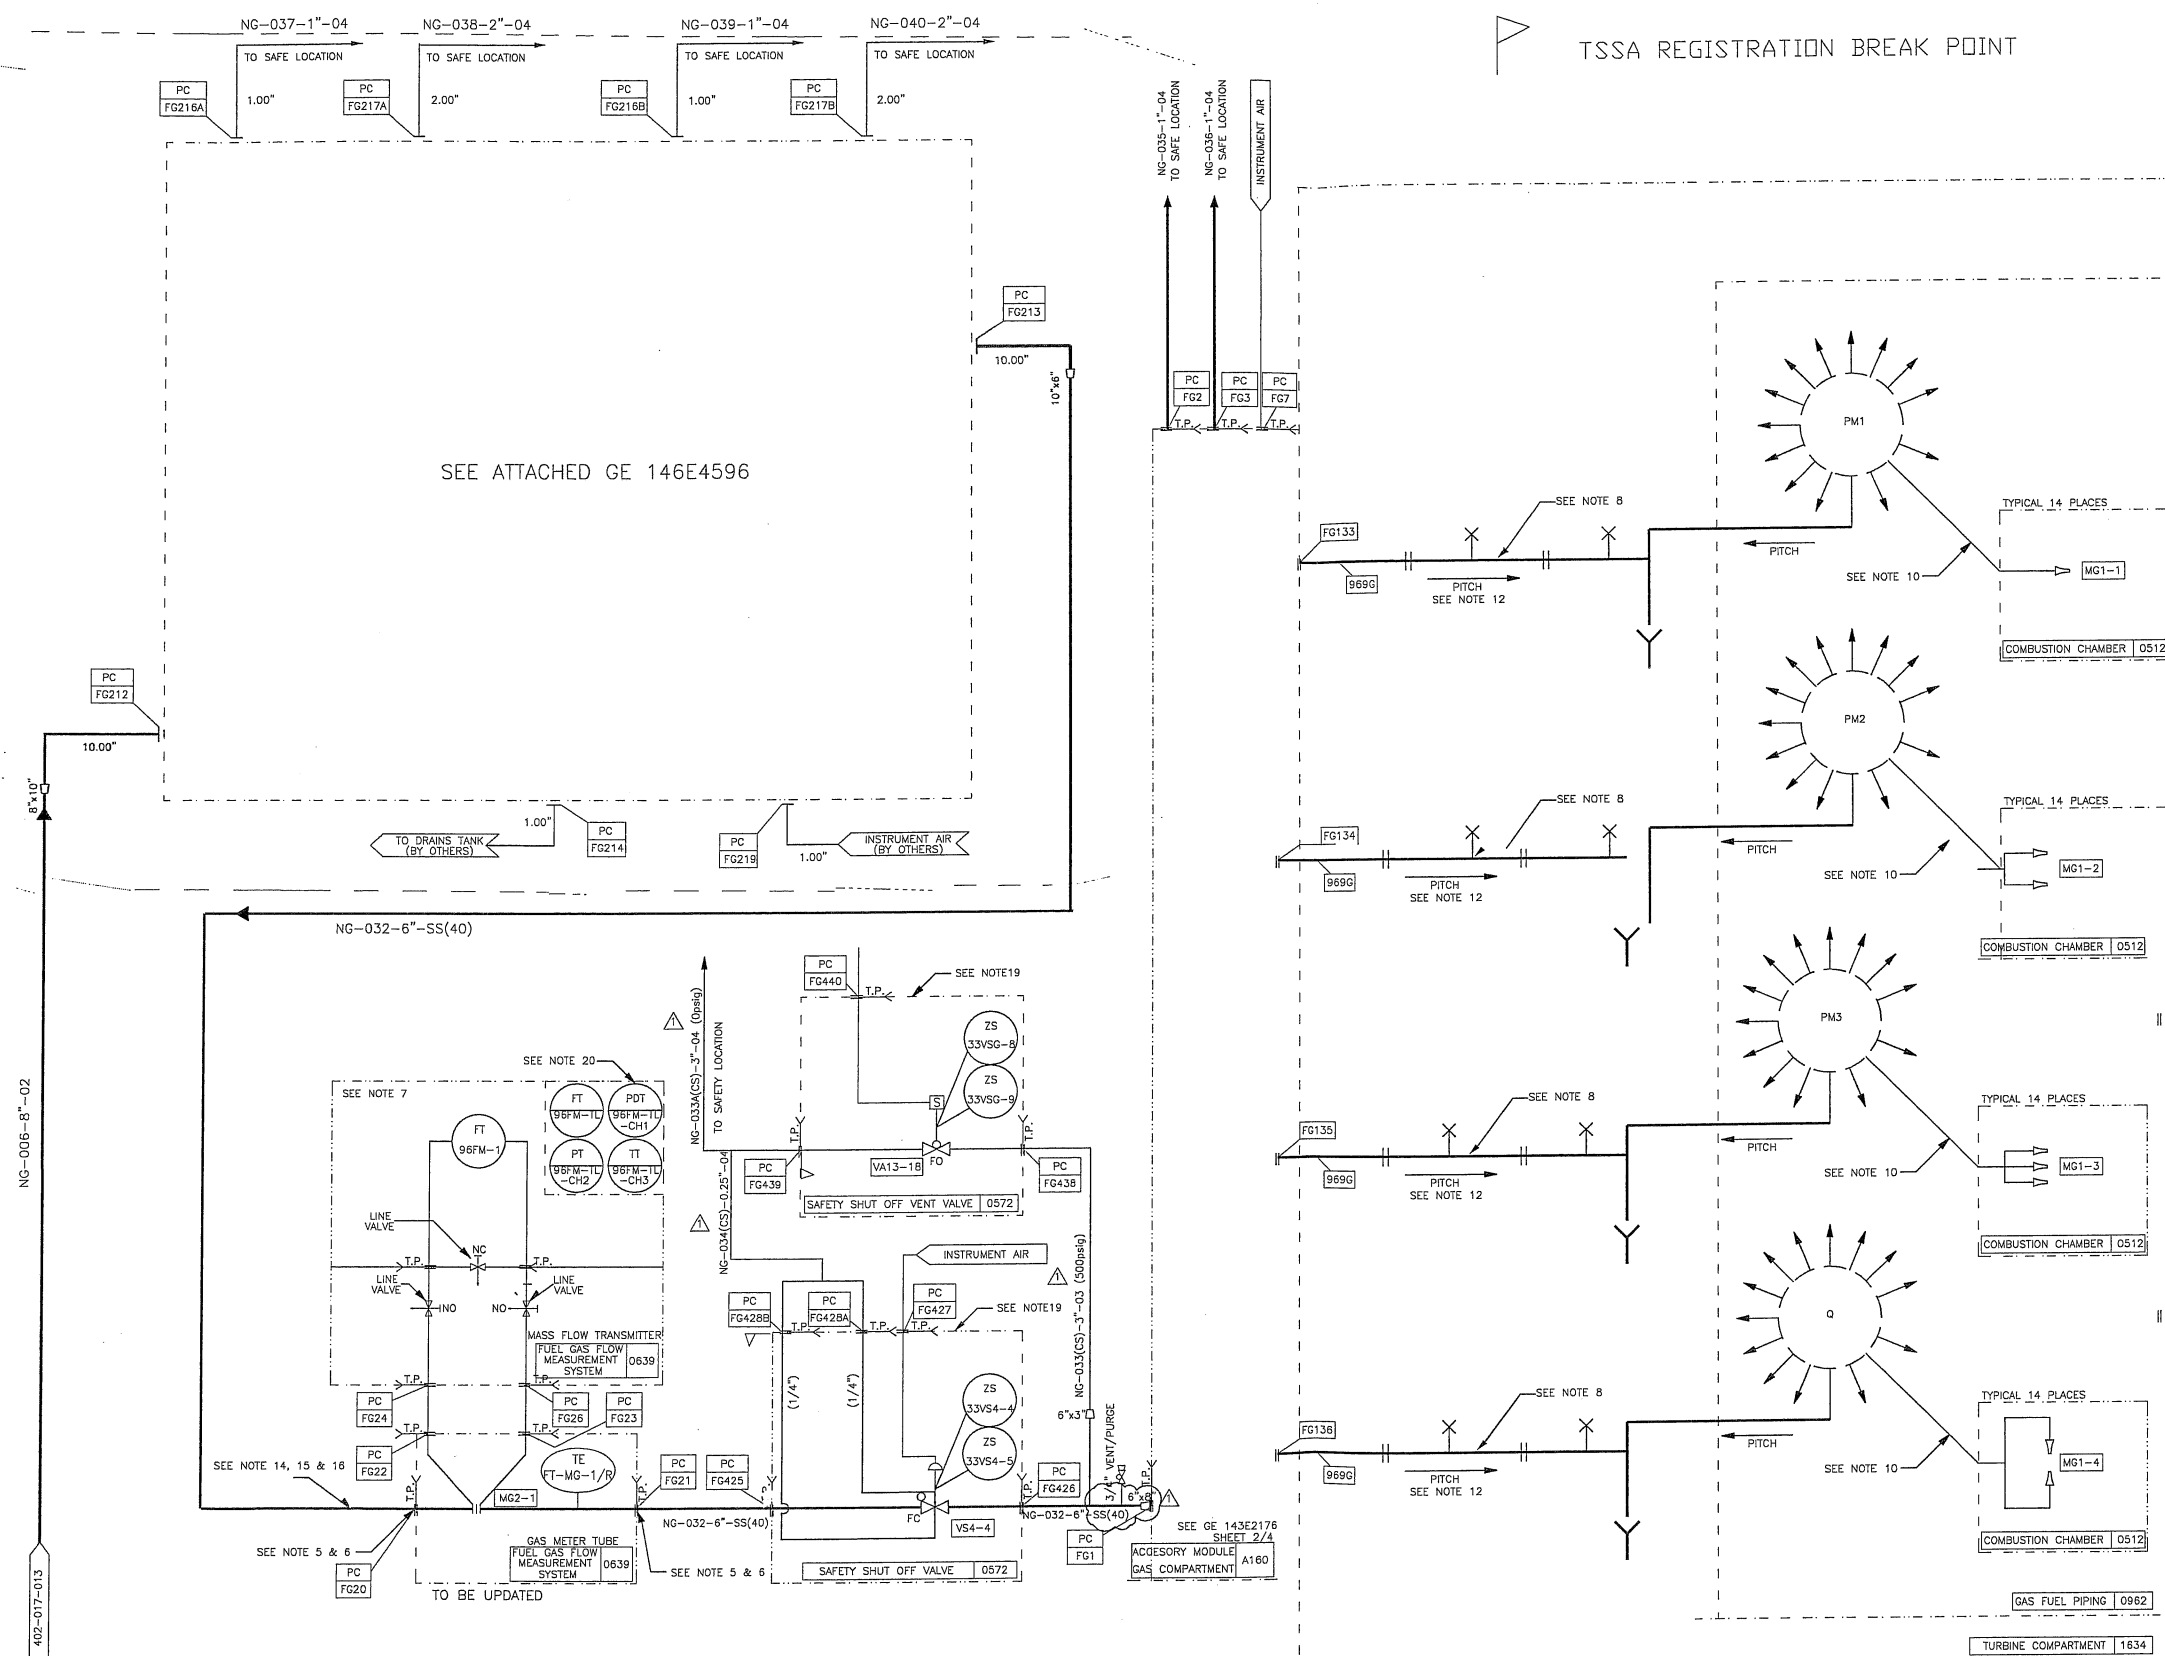 NG-037-1"-04
NG-038-2"-04
NG-039-1"-04
NG-040-2"-04
TO SAFE LOCATION
TO SAFE LOCATION
TO SAFE LOCATION
TO SAFE LOCATION
PC
FG216A
1.00"
PC
FG217A
2.00"
PC
FG216B
1.00"
PC
FG217B
2.00"
TSSA REGISTRATION BREAK POINT
NG-035-1"-04
TO SAFE LOCATION
NG-036-1"-04
TO SAFE LOCATION
INSTRUMENT AIR
PC
FG213
10.00"
10"x6"
PC
FG2
PC
FG3
PC
FG7
T.P.
T.P.
T.P.
SEE ATTACHED GE 146E4596
PC
FG212
10.00"
8"x10"
NG-006-8"-02
402-017-013
1.00"
TO DRAINS TANK
(BY OTHERS)
PC
FG214
PC
FG219
1.00"
INSTRUMENT AIR
(BY OTHERS)
NG-032-6"-SS(40)
PM1
SEE NOTE 8
FG133
969G
PITCH
SEE NOTE 12
PITCH
SEE NOTE 10
TYPICAL 14 PLACES
MG1-1
COMBUSTION CHAMBER 0512
PM2
SEE NOTE 8
FG134
969G
PITCH
SEE NOTE 12
PITCH
SEE NOTE 10
TYPICAL 14 PLACES
MG1-2
COMBUSTION CHAMBER 0512
PM3
SEE NOTE 8
FG135
969G
PITCH
SEE NOTE 12
PITCH
SEE NOTE 10
TYPICAL 14 PLACES
MG1-3
COMBUSTION CHAMBER 0512
Q
SEE NOTE 8
FG136
969G
PITCH
SEE NOTE 12
PITCH
SEE NOTE 10
TYPICAL 14 PLACES
MG1-4
COMBUSTION CHAMBER 0512
GAS FUEL PIPING 0962
TURBINE COMPARTMENT 1634
SEE NOTE 20
SEE NOTE 7
FT
96FM-1
FT
96FM-1L
PDT
96FM-1L
-CH1
PT
96FM-1L
-CH2
TT
96FM-1L
-CH3
LINE
VALVE
NC
T.P.
T.P.
LINE
VALVE
NO
NO
LINE
VALVE
MASS FLOW TRANSMITTER
FUEL GAS FLOW
MEASUREMENT
SYSTEM
0639
T.P.
T.P.
PC
FG24
PC
FG26
PC
FG23
PC
FG22
SEE NOTE 14, 15 & 16
T.P.
MG2-1
TE
FT-MG-1/R
T.P.
PC
FG21
SEE NOTE 5 & 6
PC
FG20
GAS METER TUBE
FUEL GAS FLOW
MEASUREMENT
SYSTEM
0639
TO BE UPDATED
SEE NOTE 5 & 6
NG-032-6"-SS(40)
PC
FG425
T.P.
1
NG-033A(CS)-3"-04 (0psig)
TO SAFETY LOCATION
1
NG-034(CS)-0.25"-04
PC
FG440
T.P.
SEE NOTE19
ZS
33VSG-8
ZS
33VSG-9
S
T.P.
T.P.
PC
FG439
VA13-18
FO
PC
FG438
SAFETY SHUT OFF VENT VALVE 0572
INSTRUMENT AIR
1
NG-033(CS)-3"-03 (500psig)
PC
FG428B
PC
FG428A
PC
FG427
SEE NOTE19
T.P.
T.P.
T.P.
(1/4")
(1/4")
ZS
33VS4-4
ZS
33VS4-5
FC
VS4-4
T.P.
PC
FG426
NG-032-6"-SS(40)
SAFETY SHUT OFF VALVE 0572
6"x3"
3/4" VENT/PURGE
T.P.
6"x8"
1
PC
FG1
SEE GE 143E2176
SHEET 2/4
ACCESORY MODULE
GAS COMPARTMENT
A160